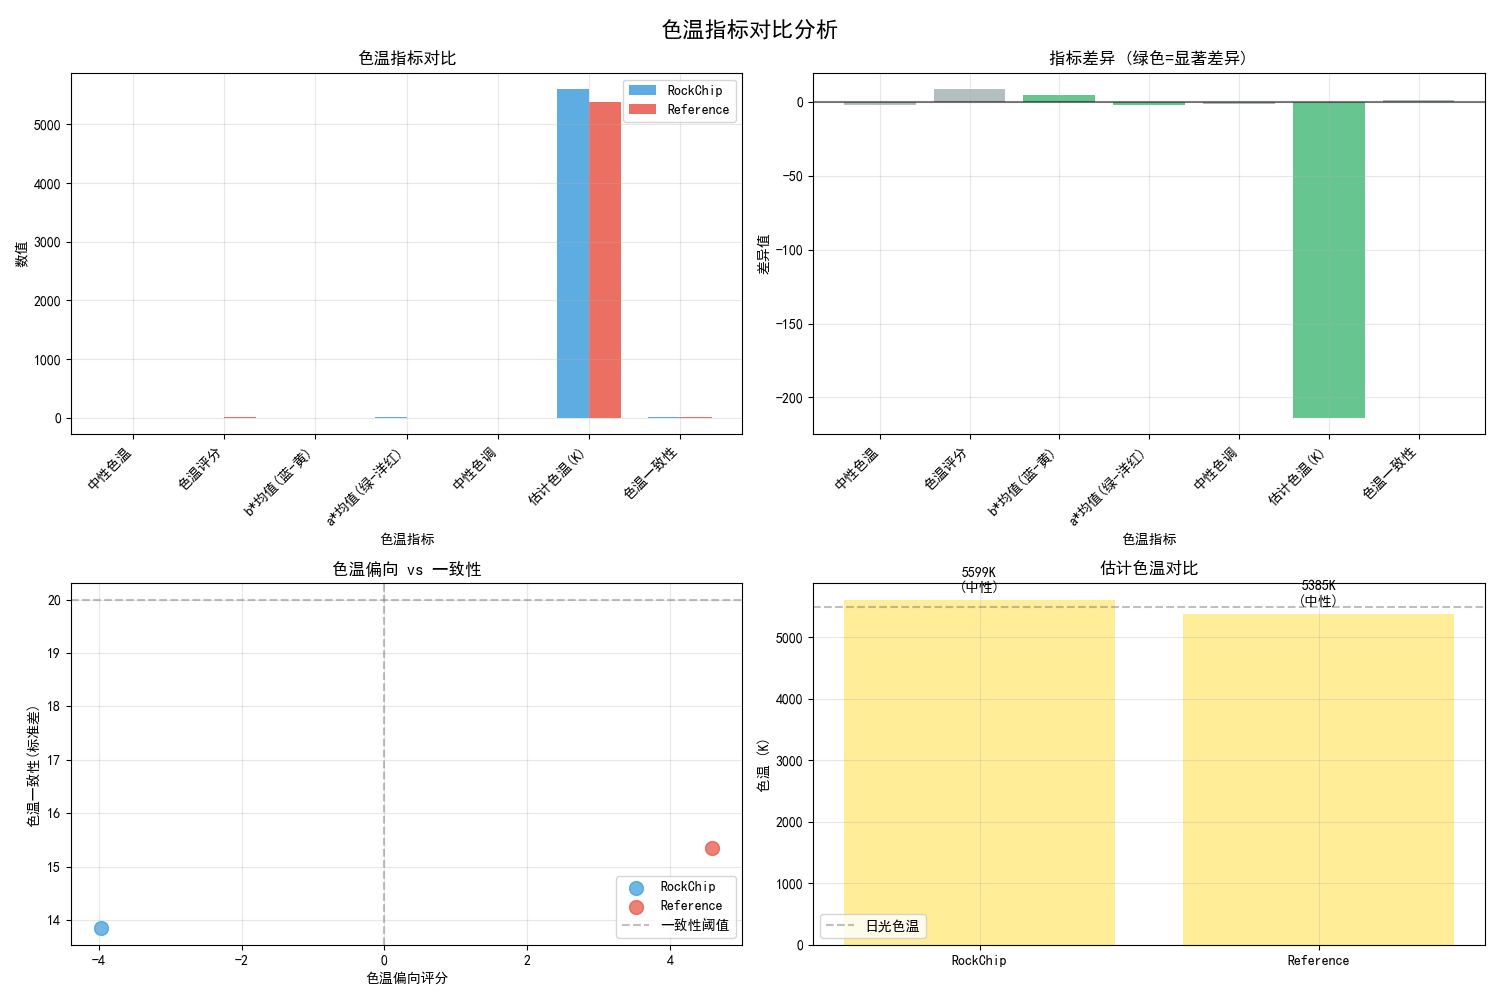 色温指标对比分析
色温指标对比
数值
5000
4000
3000
2000
1000
0
RockChip
Reference
中性色温
色温评分
b*均值(蓝-黄)
a*均值(绿-洋红)
中性色调
估计色温(K)
色温一致性
色温指标
指标差异 (绿色=显著差异)
差异值
0
-50
-100
-150
-200
中性色温
色温评分
b*均值(蓝-黄)
a*均值(绿-洋红)
中性色调
估计色温(K)
色温一致性
色温指标
色温偏向 vs 一致性
色温一致性(标准差)
20
19
18
17
16
15
14
RockChip
Reference
一致性阈值
-4
-2
0
2
4
色温偏向评分
估计色温对比
5599K
(中性)
5385K
(中性)
色温 (K)
5000
4000
3000
2000
1000
0
日光色温
RockChip
Reference